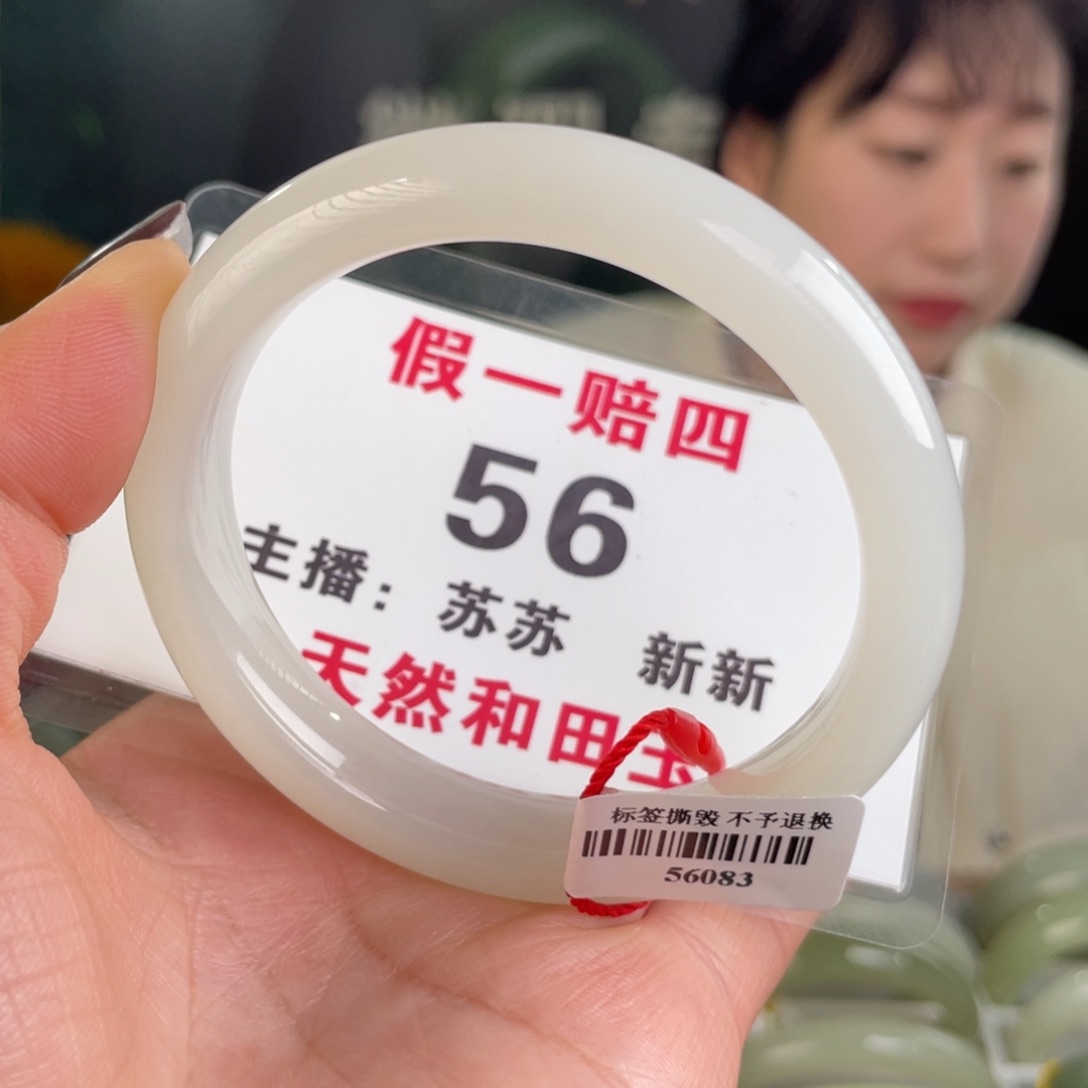 假一赔四
56
主播：苏苏 新新
天然和田玉
标签撕毁 不予退换
56083